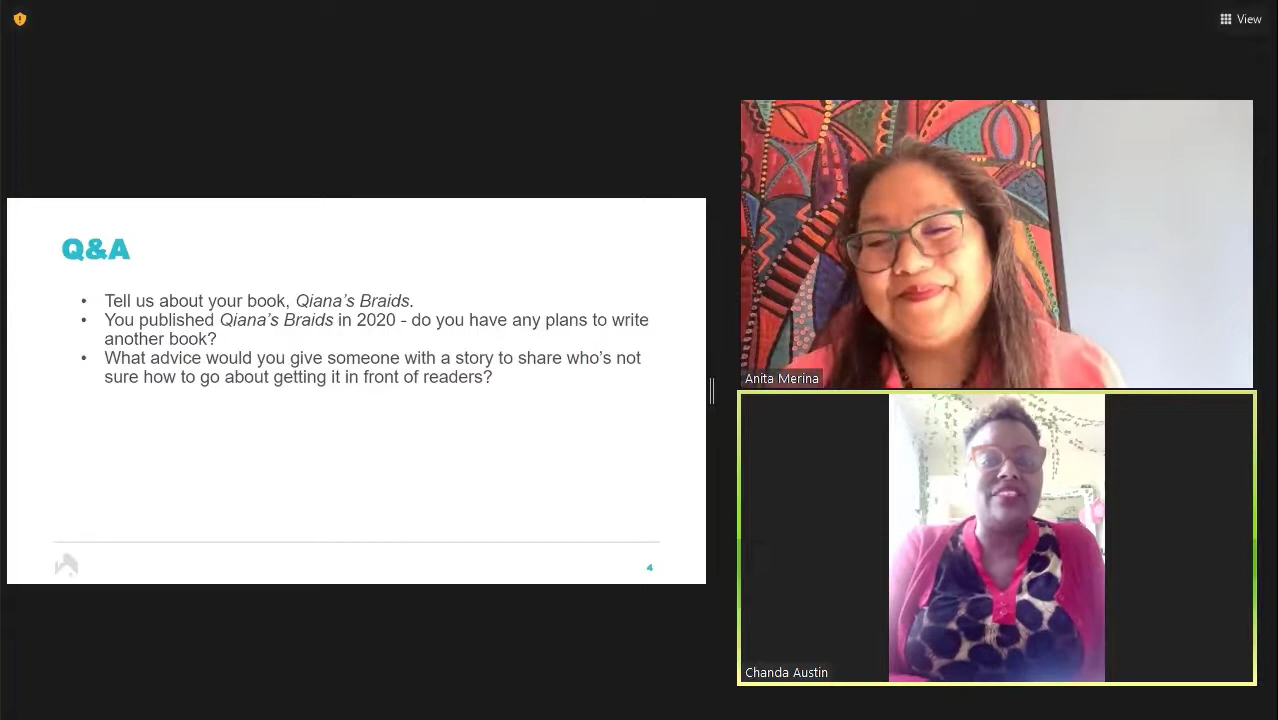 View
Q&A
• Tell us about your book, Qiana's Braids.
• You published Qiana's Braids in 2020 - do you have any plans to write
another book?
• What advice would you give someone with a story to share who's not
sure how to go about getting it in front of readers?
4
Anita Merina
Chanda Austin